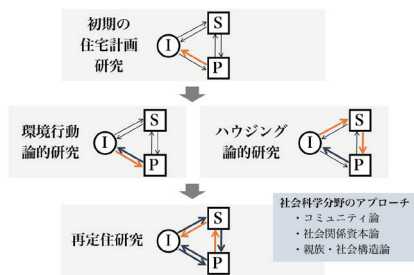 初期の
住宅計画
研究
S
I
P
環境行動
論的研究
S
I
P
ハウジング
論的研究
S
I
P
再定住研究
S
I
P
社会科学分野のアプローチ
・コミュニティ論
・社会関係資本論
・親族・社会構造論